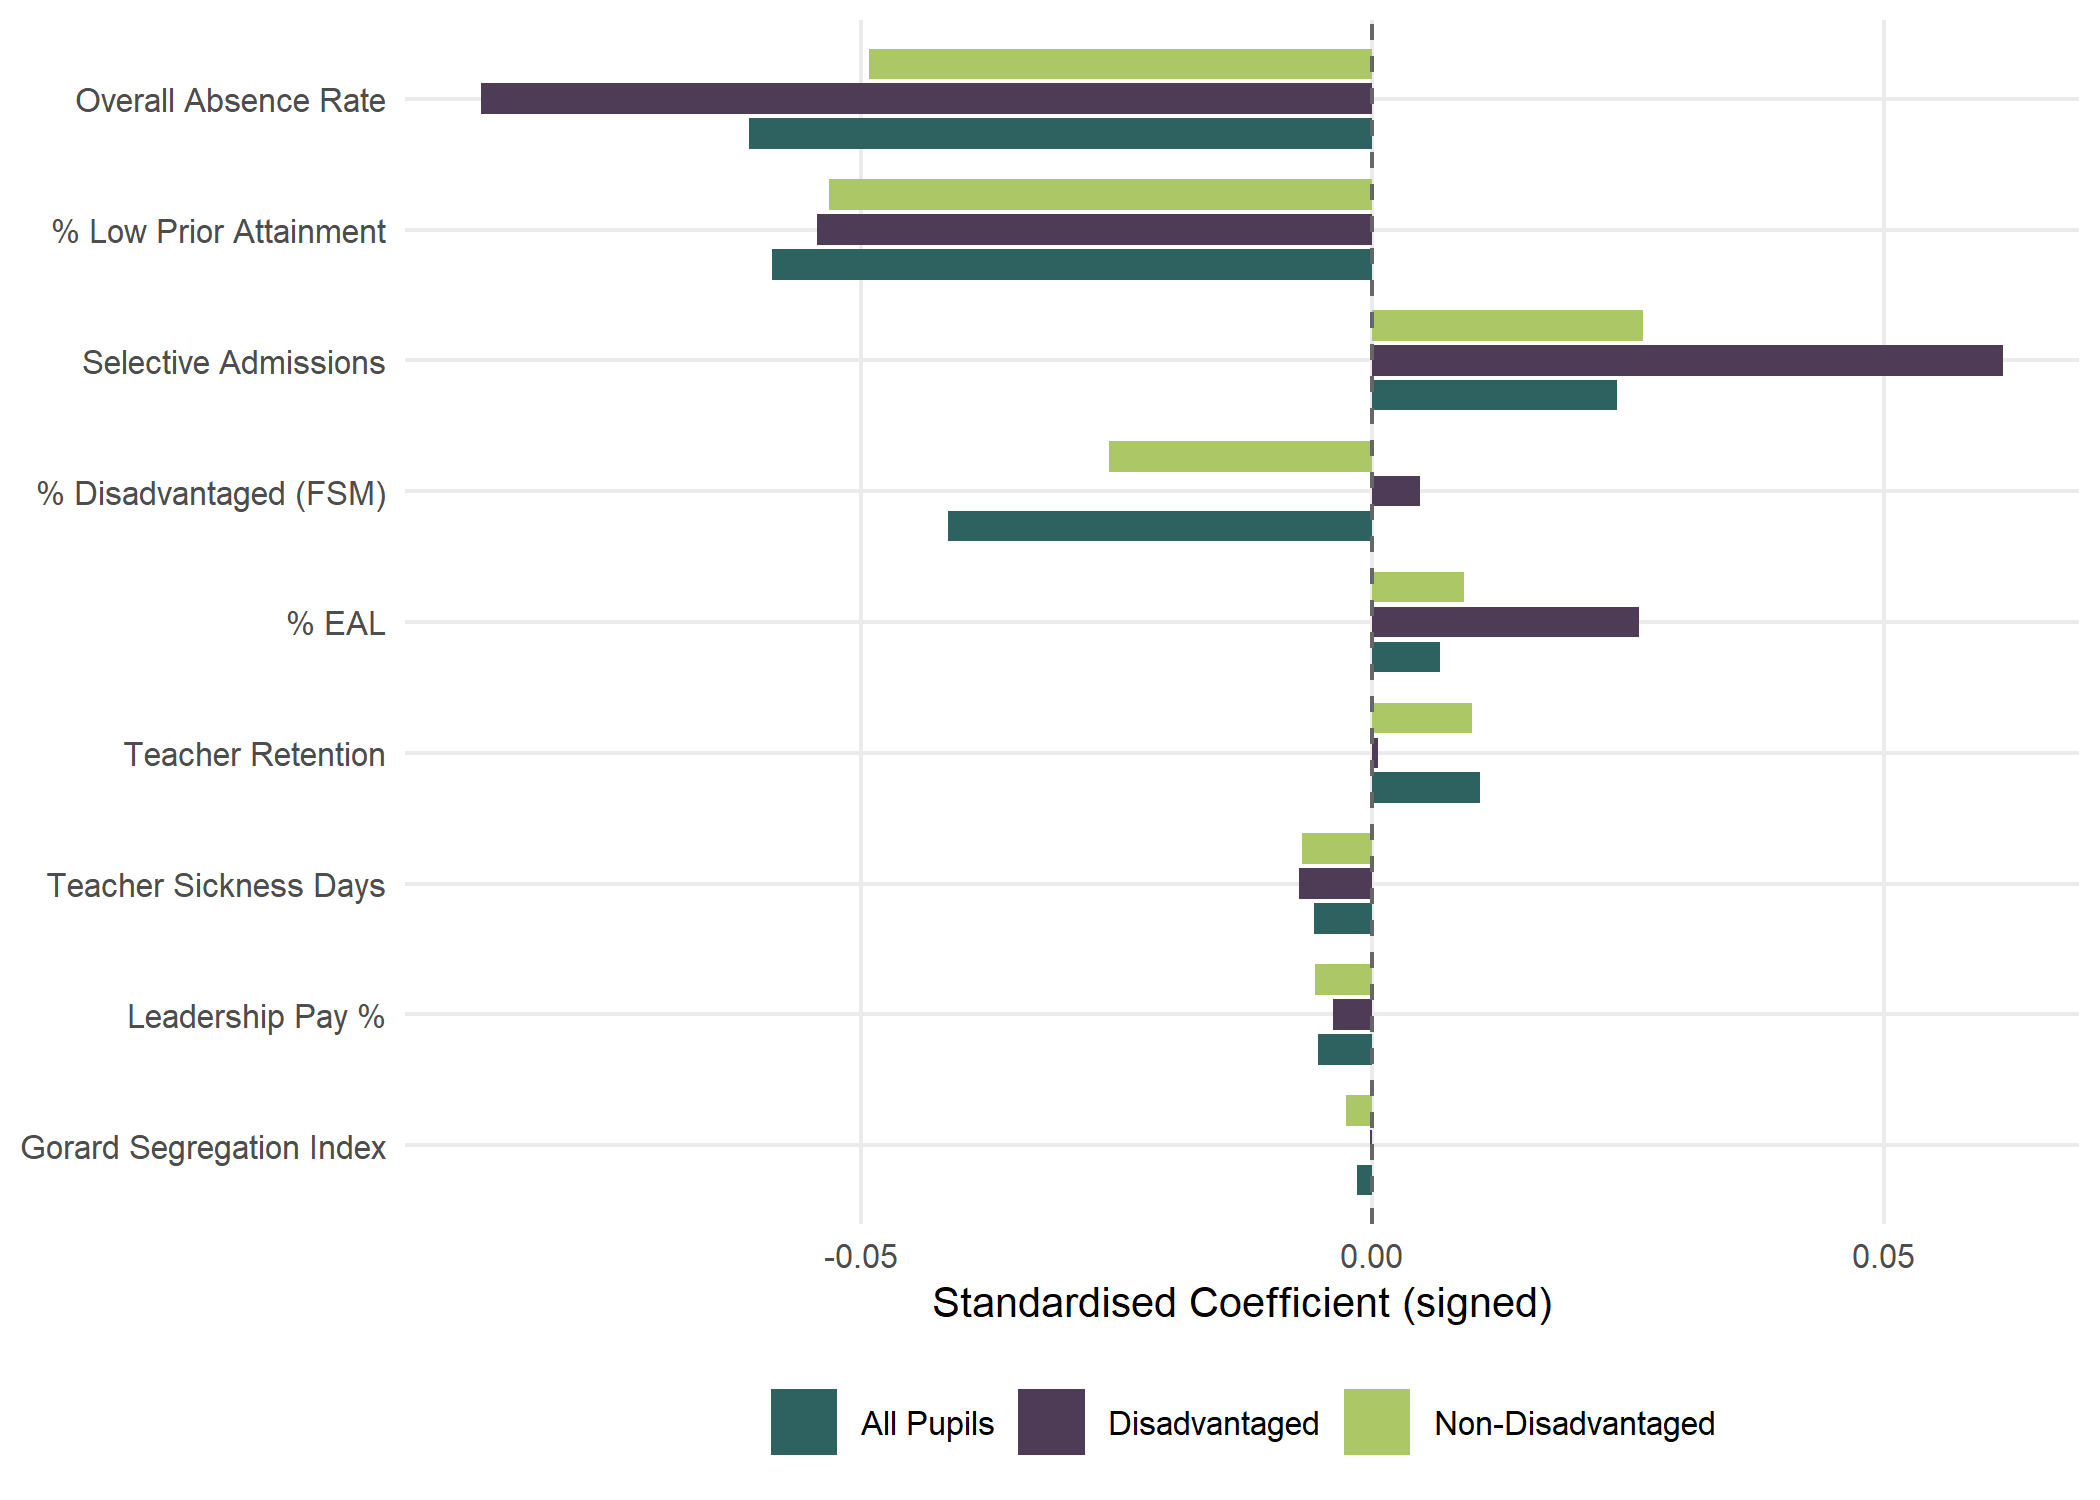 Overall Absence Rate
% Low Prior Attainment
Selective Admissions
% Disadvantaged (FSM)
% EAL
Teacher Retention
Teacher Sickness Days
Leadership Pay %
Gorard Segregation Index
-0.05 0.00 0.05
Standardised Coefficient (signed)
All Pupils Disadvantaged Non-Disadvantaged